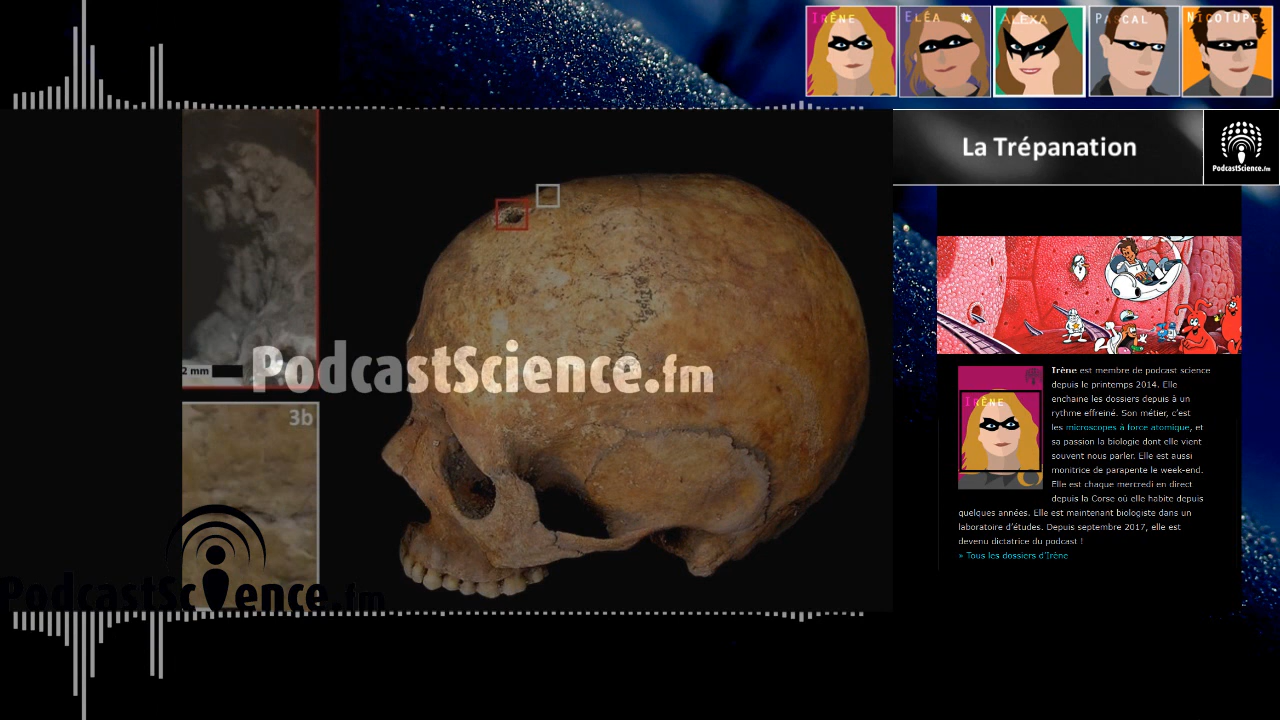 IRÈNE
ELÉA
ALEXA
PASCAL
NICOTUPE
La Trépanation
PodcastScience.fm
2 mm
PodcastScience.fm
3b
PodcastScience.fm
IRÈNE
Irène est membre de podcast science
depuis le printemps 2014. Elle
enchaine les dossiers depuis à un
rythme effreiné. Son métier, c'est
les microscopes à force atomique, et
sa passion la biologie dont elle vient
souvent nous parler. Elle est aussi
monitrice de parapente le week-end.
Elle est chaque mercredi en direct
depuis la Corse où elle habite depuis
quelques années. Elle est maintenant biologiste dans un
laboratoire d'études. Depuis septembre 2017, elle est
devenu dictatrice du podcast !
» Tous les dossiers d'Irène